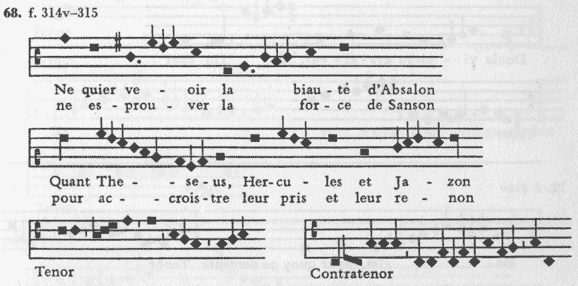 68. f. 314v–315
Ne quier ve - oir la biau - té d'Absalon
ne es - prou - ver la for - ce de Sanson
Quant The - - se - us, Her-cu - les et Ja - zon
pour ac - - crois-tre leur pris et leur re - non
Tenor
Contratenor